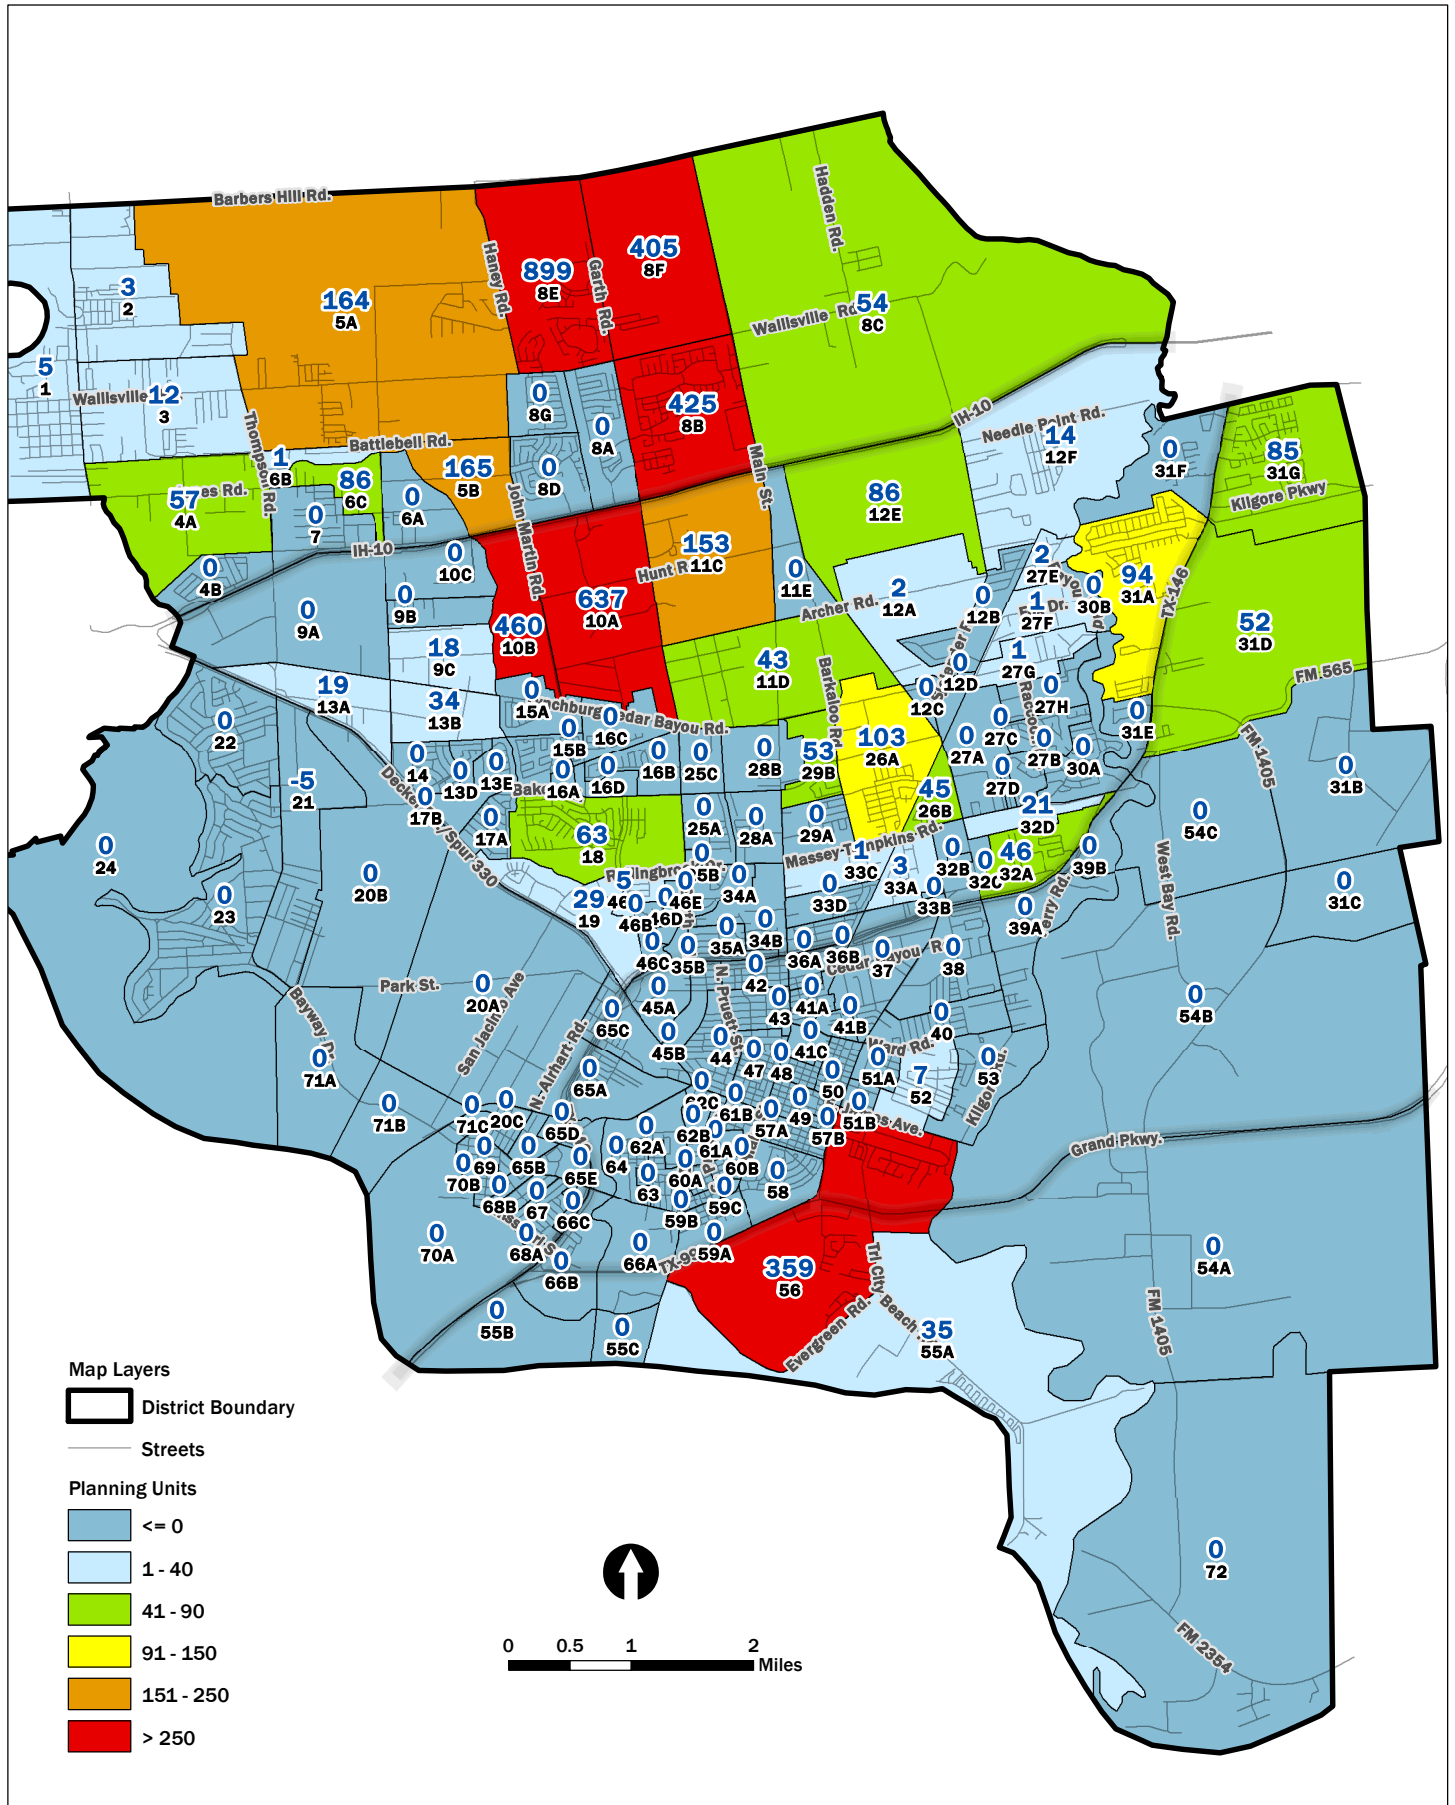 Barbers Hill Rd.
Hadden Rd.
Haney Rd.
Garth Rd.
405
8F
899
8E
3
2
164
5A
54
8C
Wallisville Rd.
5
1
12
3
Wallisville
0
8G
425
8B
0
8A
IH-10
Needle Point Rd.
14
12F
Thompson Rd.
Battlebell Rd.
Main St.
1
6B
165
5B
0
8D
0
31F
85
31G
57
4A
86
6C
0
6A
John Martin Rd.
86
12E
Kilgore Pkwy
0
7
IH-10
0
10C
153
11C
Hunt R
0
4B
0
11E
2
27E
0
30B
94
31A
TX-146
0
9A
0
9B
637
10A
Archer Rd.
2
12A
0
12B
1
27F
460
10B
52
31D
18
9C
43
11D
Barkaloo Rd
0
12D
1
27G
FM 565
19
13A
34
13B
0
15A
0
12C
0
27H
0
22
0
15B
0
16C
Cedar Bayou Rd.
0
27C
0
31E
0
14
0
13D
0
13E
0
16A
0
16D
0
16B
0
25C
0
28B
53
29B
103
26A
0
27A
0
27B
0
30A
FM-1405
0
31B
-5
21
0
17B
0
27D
45
26B
0
17A
63
18
0
25A
0
28A
0
29A
21
32D
0
54C
Massey Tompkins Rd.
0
24
0
20B
Spur 330
1
33C
3
33A
0
32B
46
32A
0
39B
West Bay Rd.
0
23
29
19
5
0
46B
0
46D
0
46E
0
34A
0
33D
0
33B
0
39A
0
31C
0
46C
0
35B
0
35A
0
34B
0
36A
0
36B
0
37
0
38
Park St.
0
20A
San Jacinto Ave
0
45A
0
42
N. Pruett St.
0
43
0
41A
0
41B
0
54B
Bayway Dr.
0
65C
0
45B
0
44
0
41C
Ward Rd.
0
40
0
71A
N. Airhart Rd.
0
65A
0
47
0
48
0
50
0
51A
7
52
0
53
Kilgore Rd.
0
71B
0
71C
0
20C
0
65D
0
62C
0
61B
0
49
0
57A
0
57B
0
51B
Grand Pkwy.
0
69
0
65B
0
65E
0
64
0
62A
0
62B
0
61A
0
60B
0
70B
0
68B
0
67
0
66C
0
63
0
60A
0
59B
0
59C
0
58
0
70A
0
68A
0
66B
0
66A
TX-99
0
59A
359
56
Tri City Beach
Evergreen Rd.
35
55A
0
54A
FM 1405
0
55B
0
55C
0
72
FM 2354
Map Layers
District Boundary
Streets
Planning Units
<= 0
1 - 40
41 - 90
91 - 150
151 - 250
> 250
0 0.5 1 2
Miles